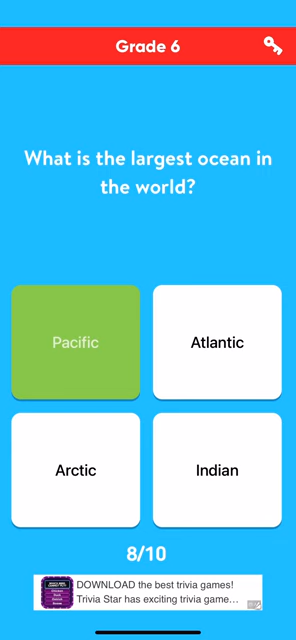 Grade 6
What is the largest ocean in
the world?
Pacific
Atlantic
Arctic
Indian
8/10
DOWNLOAD the best trivia games!
Trivia Star has exciting trivia game...